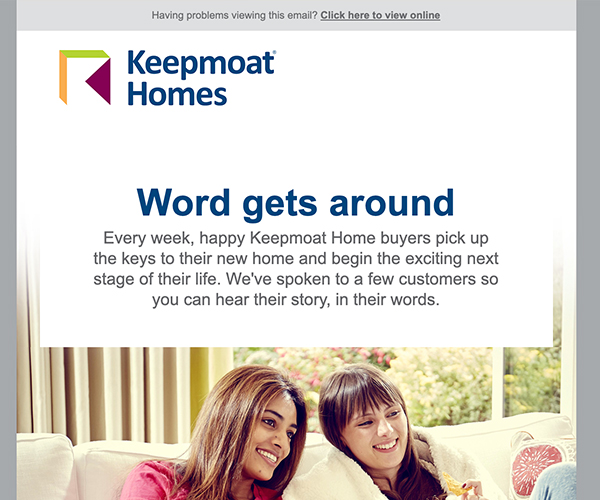 Having problems viewing this email? Click here to view online
Keepmoat®
Homes
Word gets around
Every week, happy Keepmoat Home buyers pick up
the keys to their new home and begin the exciting next
stage of their life. We've spoken to a few customers so
you can hear their story, in their words.